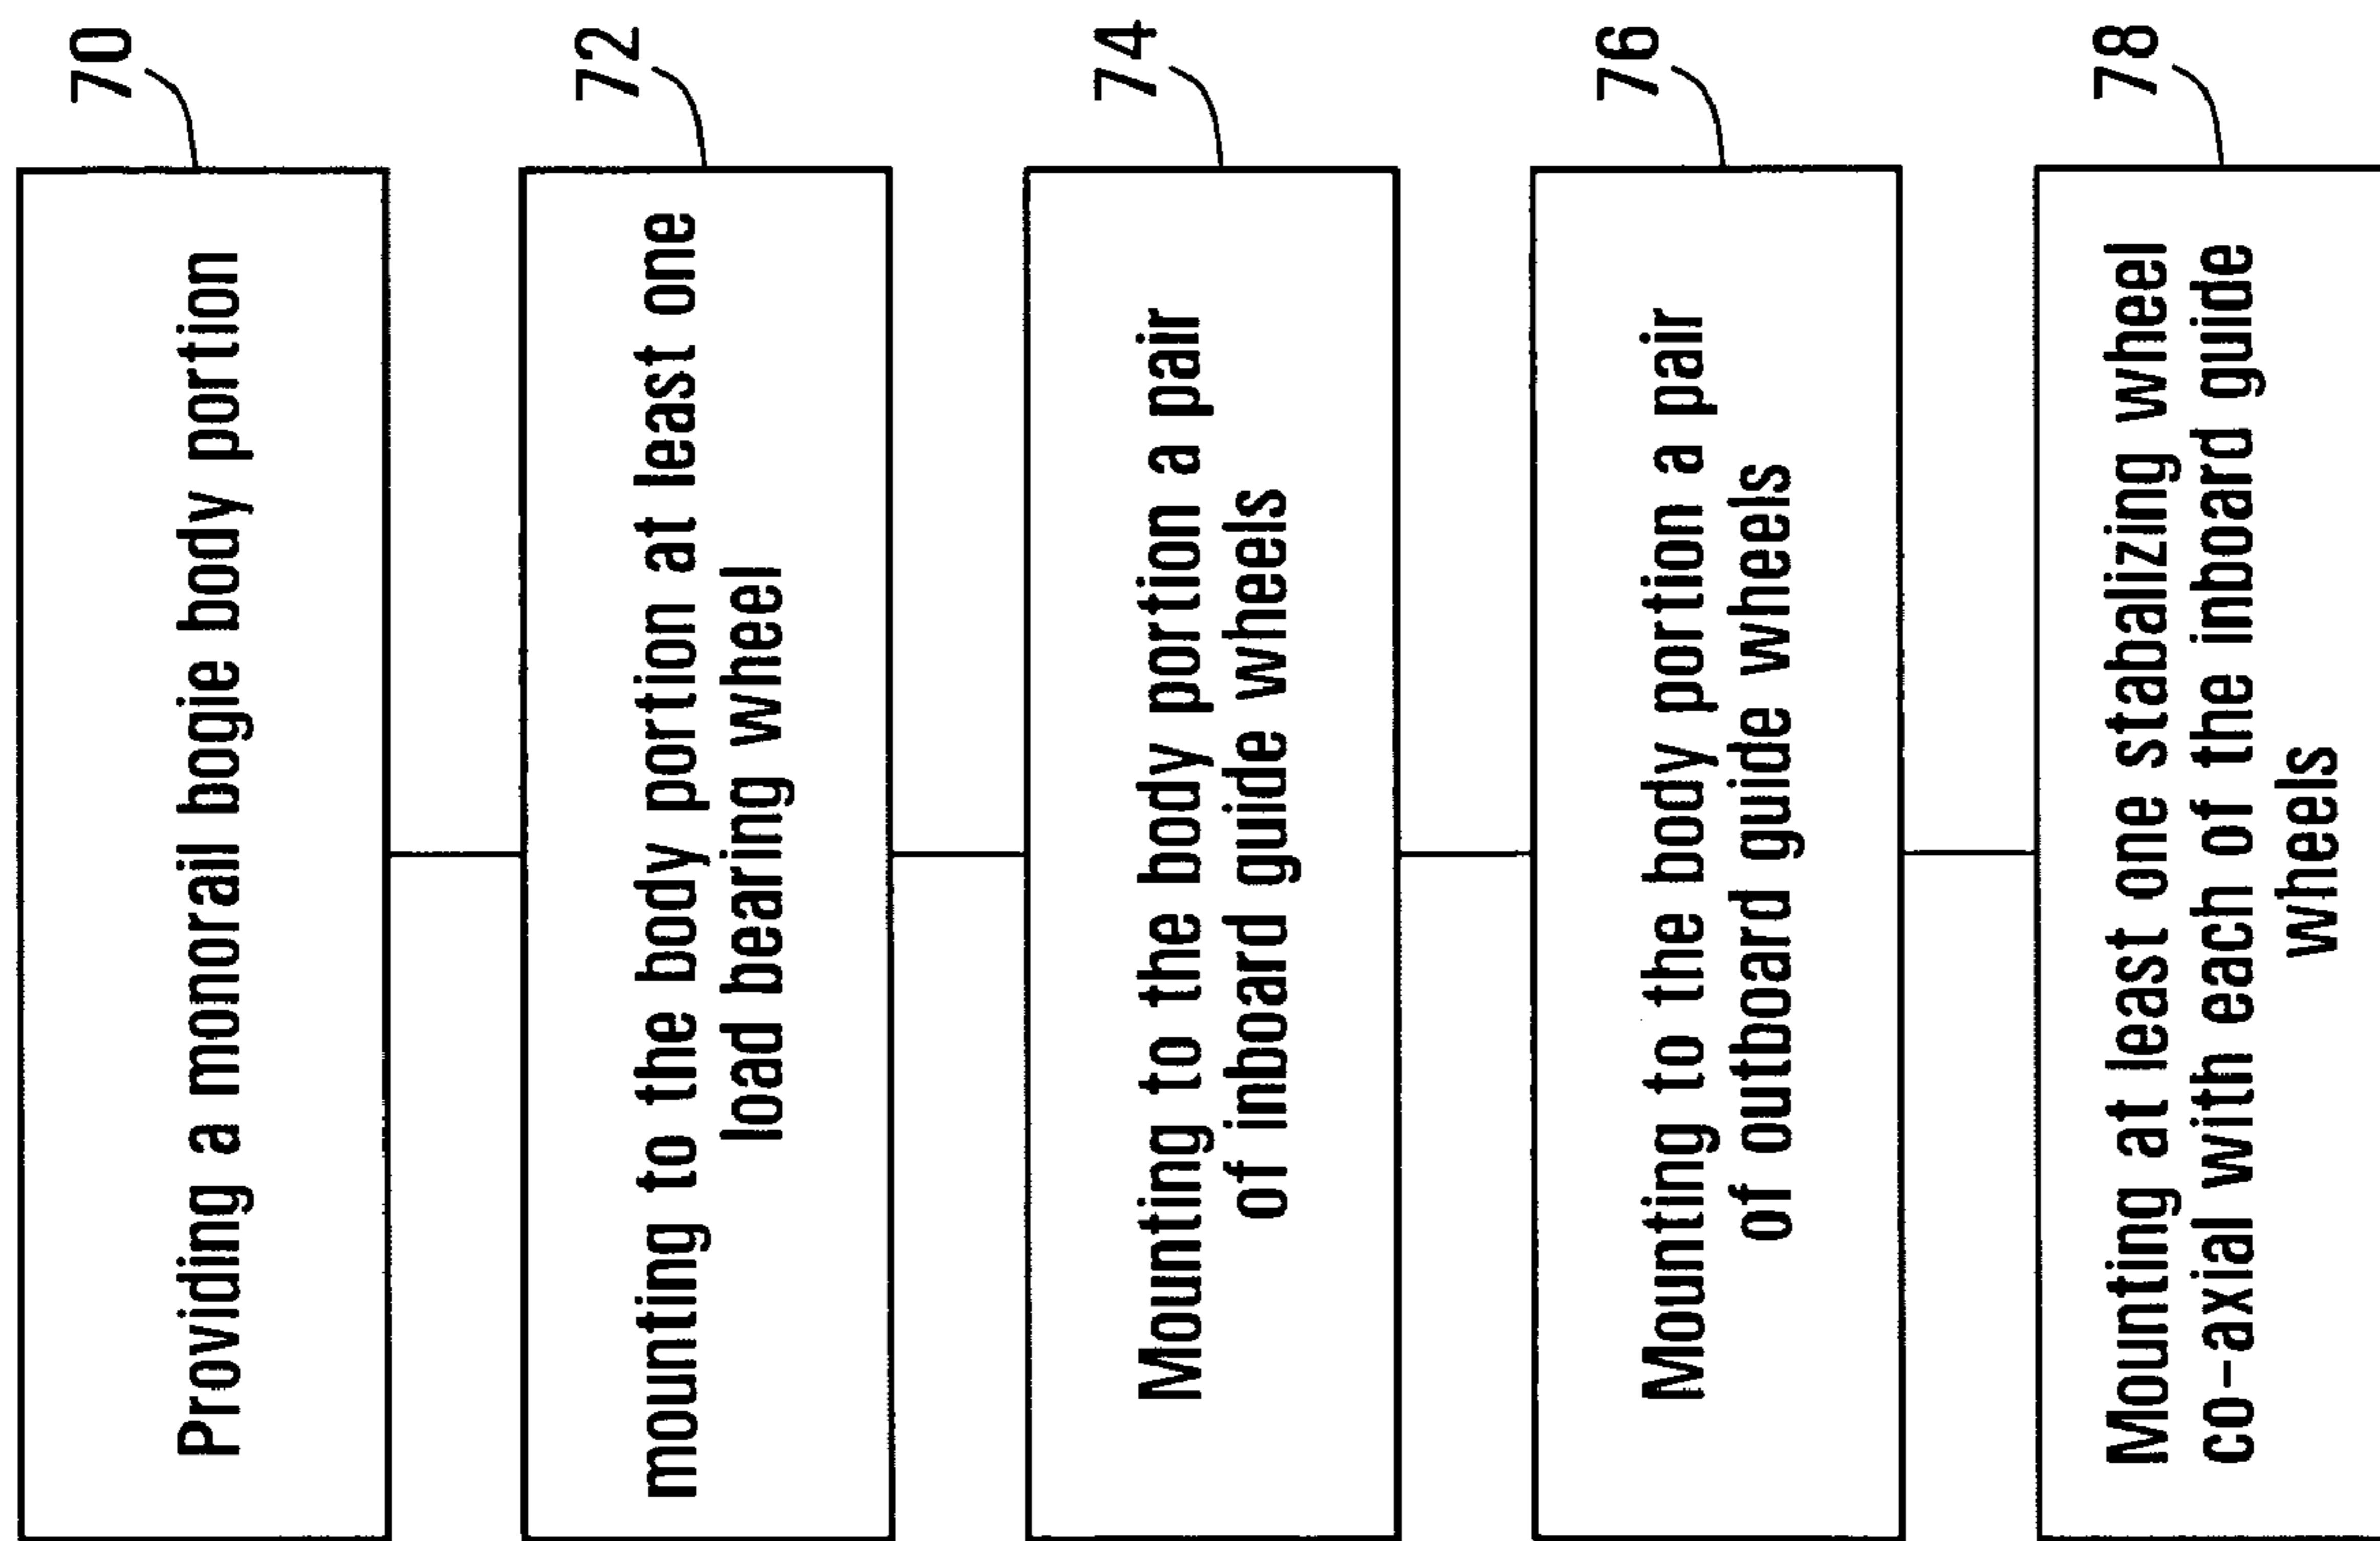 70
Providing a monorail bogie body portion
72
mounting to the body portion at least one
load bearing wheel
74
Mounting to the body portion a pair
of inboard guide wheels
76
Mounting to the body portion a pair
of outboard guide wheels
78
Mounting at least one stabalizing wheel
co-axial with each of the inboard guide
wheels